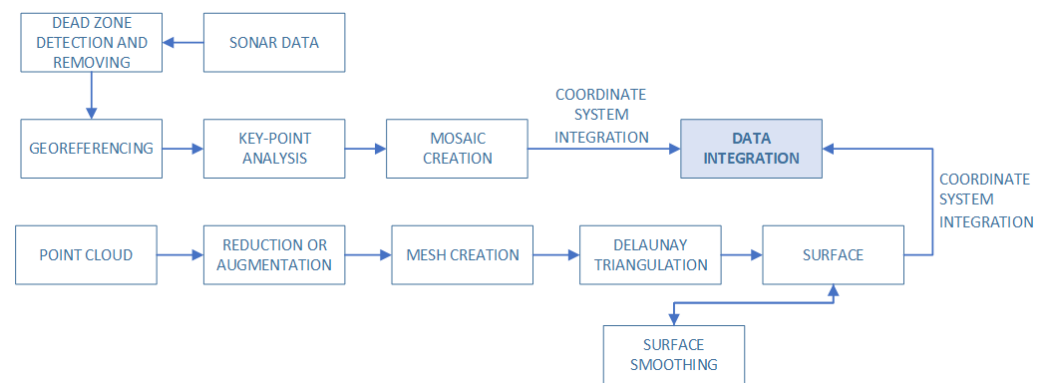 DEAD ZONE
DETECTION AND
REMOVING
SONAR DATA
GEOREFERENCING
KEY-POINT
ANALYSIS
MOSAIC
CREATION
COORDINATE
SYSTEM
INTEGRATION
DATA
INTEGRATION
COORDINATE
SYSTEM
INTEGRATION
POINT CLOUD
REDUCTION OR
AUGMENTATION
MESH CREATION
DELAUNAY
TRIANGULATION
SURFACE
SURFACE
SMOOTHING